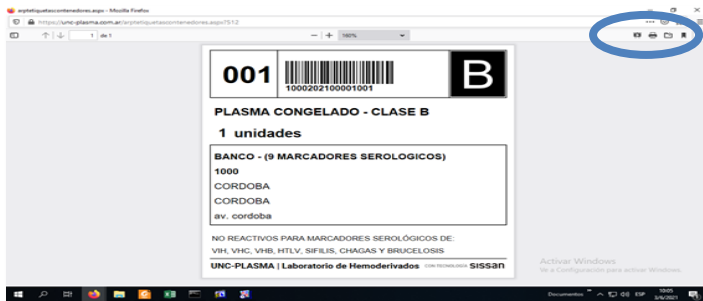 arptetiquetascontenedores.aspx - Mozilla Firefox
https://unc-plasma.com.ar/arptetiquetascontenedores.aspx?512
1 de 1
160%
001
B
1000202100001001
PLASMA CONGELADO - CLASE B
1 unidades
BANCO - (9 MARCADORES SEROLOGICOS)
1000
CORDOBA
CORDOBA
av. cordoba
NO REACTIVOS PARA MARCADORES SEROLÓGICOS DE:
VIH, VHC, VHB, HTLV, SIFILIS, CHAGAS Y BRUCELOSIS
UNC-PLASMA | Laboratorio de Hemoderivados CON TECNOLOGIA SISSAN
Activar Windows
Ve a Configuración para activar Windows.
Documentos
ESP
10:05
3/6/2021